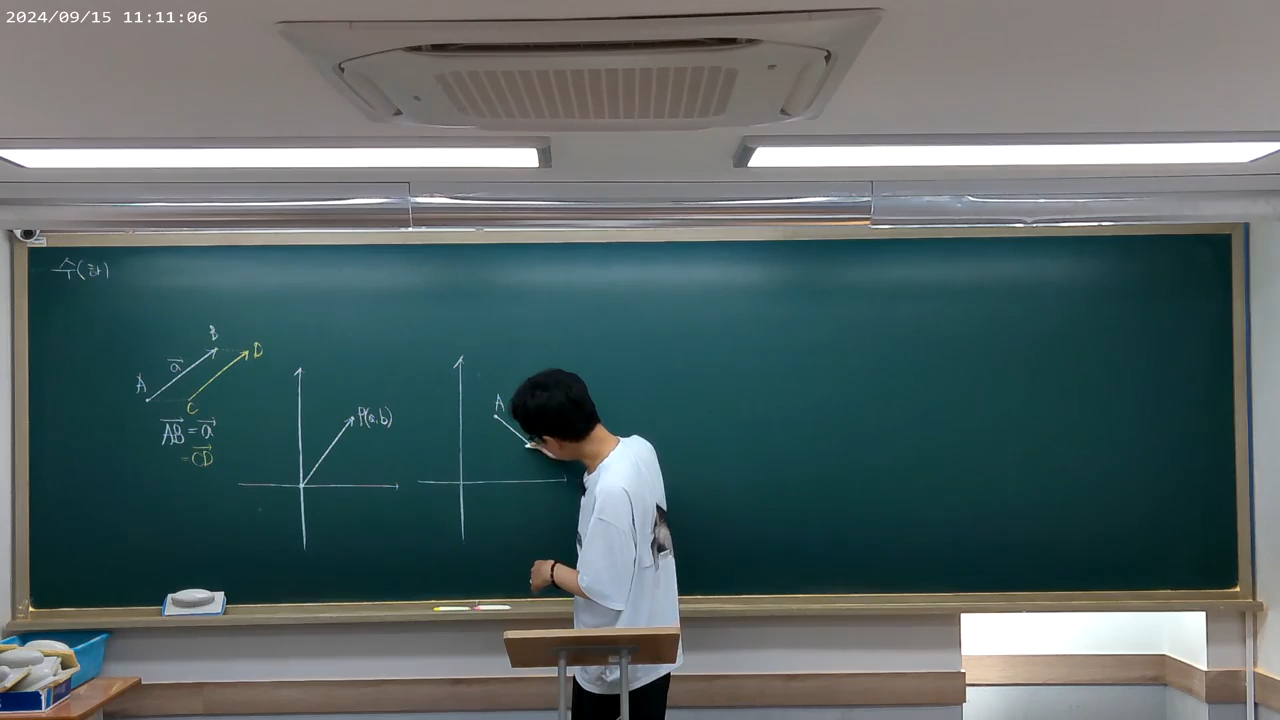 2024/09/15 11:11:06
수(하)
B
D
a
A
C
AB = a
= CD
P(a,b)
A